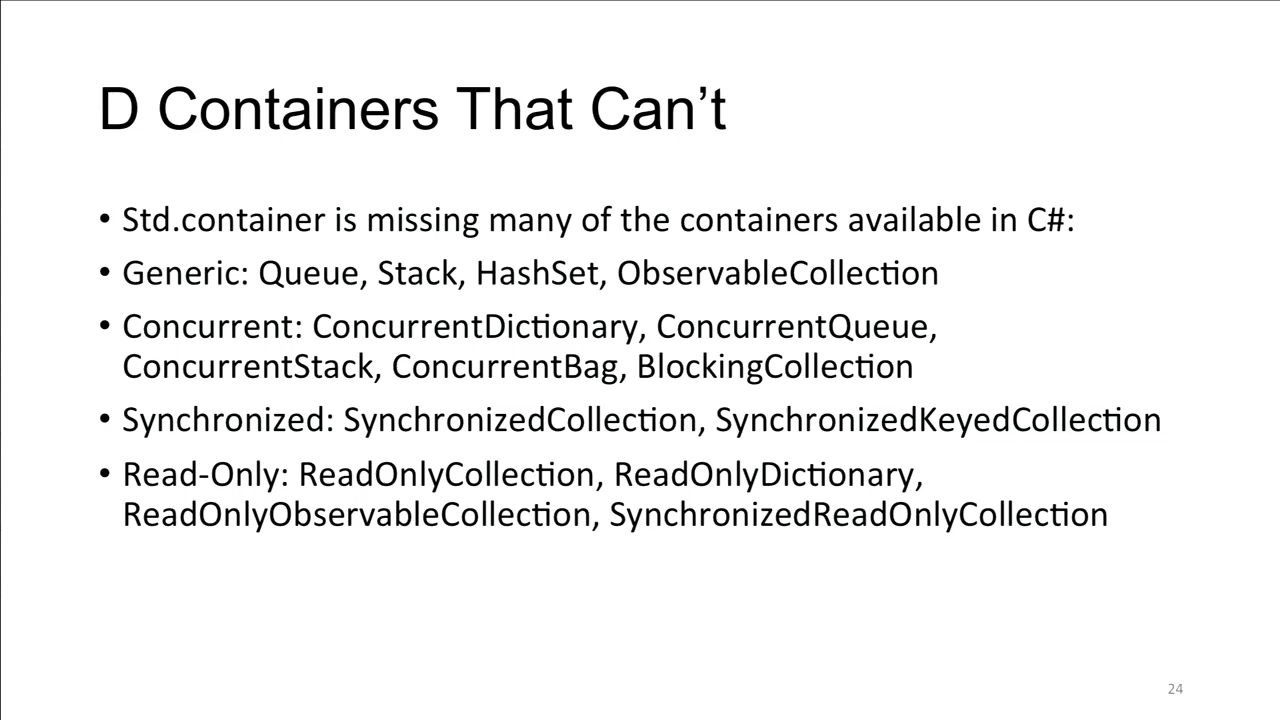 D Containers That Can’t
• Std.container is missing many of the containers available in C#:
• Generic: Queue, Stack, HashSet, ObservableCollection
• Concurrent: ConcurrentDictionary, ConcurrentQueue,
ConcurrentStack, ConcurrentBag, BlockingCollection
• Synchronized: SynchronizedCollection, SynchronizedKeyedCollection
• Read-Only: ReadOnlyCollection, ReadOnlyDictionary,
ReadOnlyObservableCollection, SynchronizedReadOnlyCollection
24